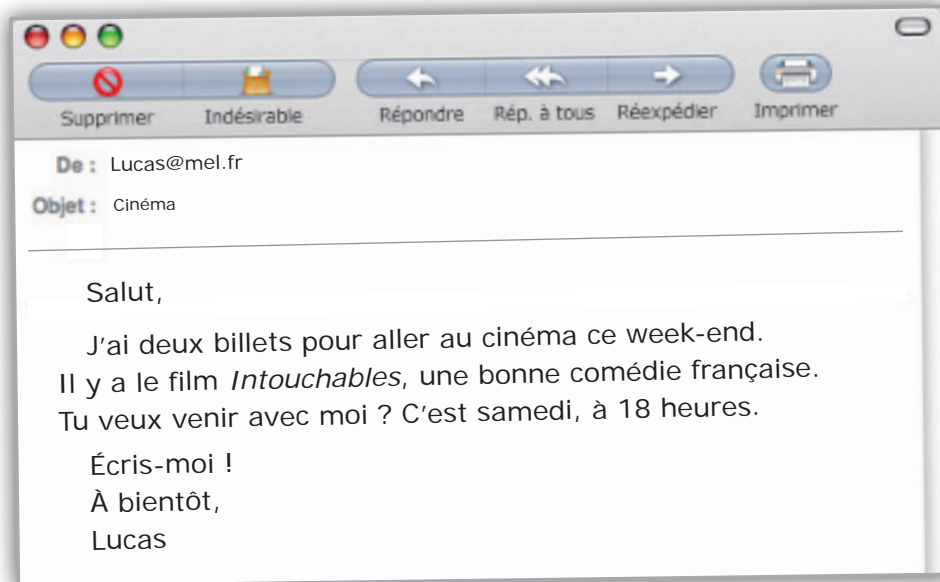 Supprimer Indésirable Répondre Rép. à tous Réexpédier Imprimer
De : Lucas@mel.fr
Objet : Cinéma
Salut,
J'ai deux billets pour aller au cinéma ce week-end.
Il y a le film Intouchables, une bonne comédie française.
Tu veux venir avec moi ? C'est samedi, à 18 heures.
Écris-moi !
À bientôt,
Lucas